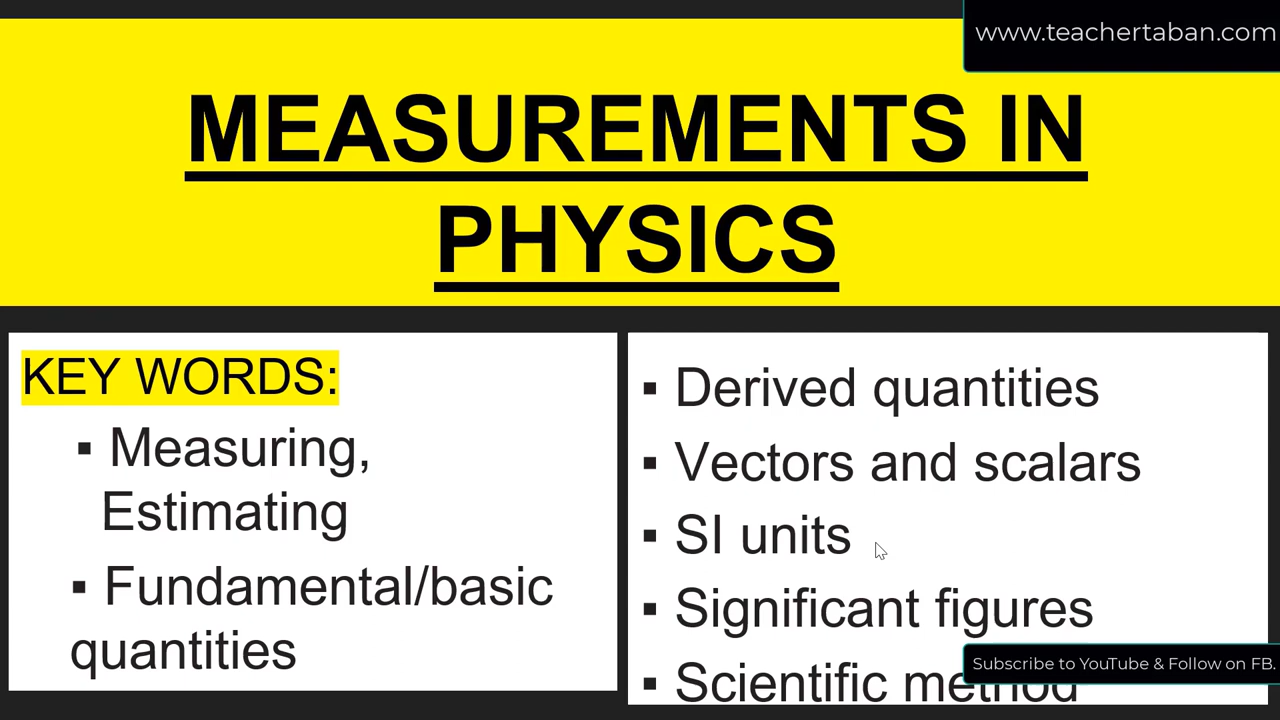 www.teachertaban.com
MEASUREMENTS IN
PHYSICS
KEY WORDS:
▪ Measuring,
Estimating
▪ Fundamental/basic
quantities
▪ Derived quantities
▪ Vectors and scalars
▪ SI units
▪ Significant figures
▪ Scientific method
Subscribe to YouTube & Follow on FB.